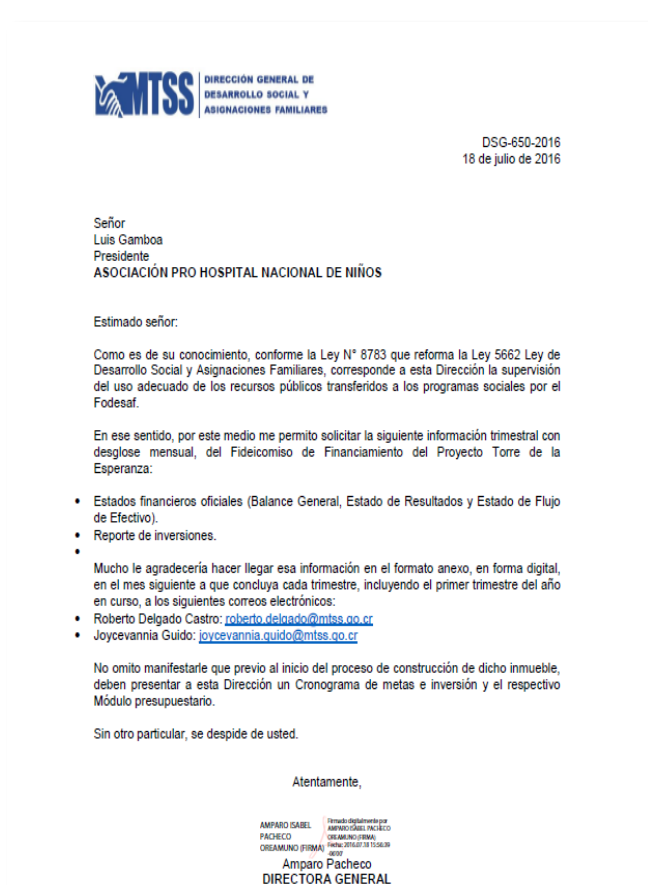 MTSS
DIRECCIÓN GENERAL DE
DESARROLLO SOCIAL Y
ASIGNACIONES FAMILIARES
DSG-650-2016
18 de julio de 2016
Señor
Luis Gamboa
Presidente
ASOCIACIÓN PRO HOSPITAL NACIONAL DE NIÑOS
Estimado señor:
Como es de su conocimiento, conforme la Ley N° 8783 que reforma la Ley 5662 Ley de
Desarrollo Social y Asignaciones Familiares, corresponde a esta Dirección la supervisión
del uso adecuado de los recursos públicos transferidos a los programas sociales por el
Fodesaf.
En ese sentido, por este medio me permito solicitar la siguiente información trimestral con
desglose mensual, del Fideicomiso de Financiamiento del Proyecto Torre de la
Esperanza:
• Estados financieros oficiales (Balance General, Estado de Resultados y Estado de Flujo
de Efectivo).
• Reporte de inversiones.
•
Mucho le agradecería hacer llegar esa información en el formato anexo, en forma digital,
en el mes siguiente a que concluya cada trimestre, incluyendo el primer trimestre del año
en curso, a los siguientes correos electrónicos:
• Roberto Delgado Castro: roberto.delgado@mtss.go.cr
• Joycevannia Guido: joycevannia.guido@mtss.go.cr
No omito manifestarle que previo al inicio del proceso de construcción de dicho inmueble,
deben presentar a esta Dirección un Cronograma de metas e inversión y el respectivo
Módulo presupuestario.
Sin otro particular, se despide de usted.
Atentamente,
AMPARO ISABEL
PACHECO
OREAMUNO (FIRMA)
Firmado digitalmente por
AMPARO ISABEL PACHECO
OREAMUNO (FIRMA)
Fecha: 2016.07.18 15:56:39
-06'00'
Amparo Pacheco
DIRECTORA GENERAL